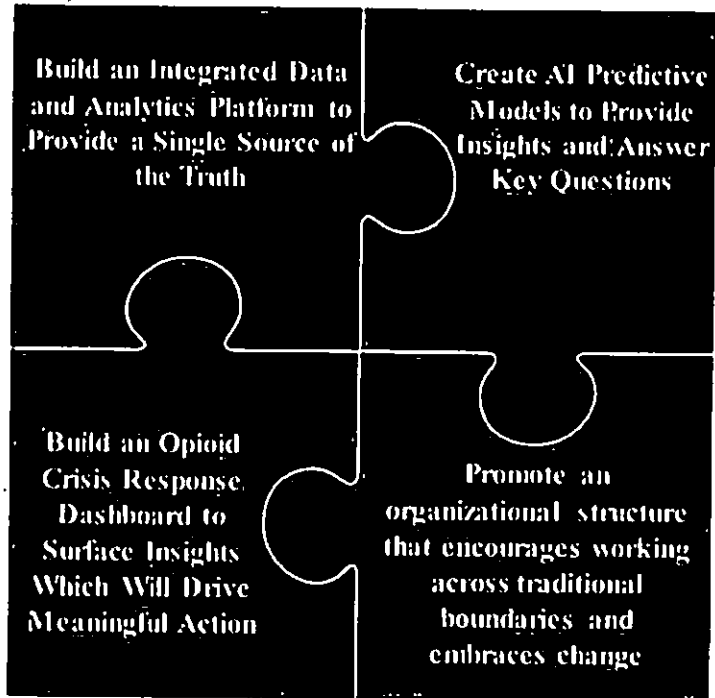 Build an Integrated Data
and Analytics Platform to
Provide a Single Source of
the Truth
Create AI Predictive
Models to Provide
Insights and Answer
Key Questions
Build an Opioid
Crisis Response
Dashboard to
Surface Insights
Which Will Drive
Meaningful Action
Promote an
organizational structure
that encourages working
across traditional
boundaries and
embraces change